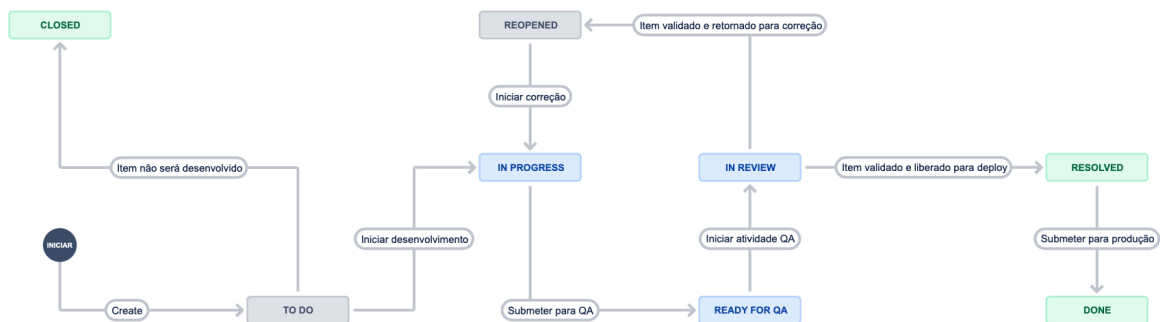 CLOSED
REOPENED
Item validado e retornado para correção
Iniciar correção
Item não será desenvolvido
IN PROGRESS
IN REVIEW
Item validado e liberado para deploy
RESOLVED
INICIAR
Iniciar desenvolvimento
Iniciar atividade QA
Submeter para produção
Create
TO DO
Submeter para QA
READY FOR QA
DONE